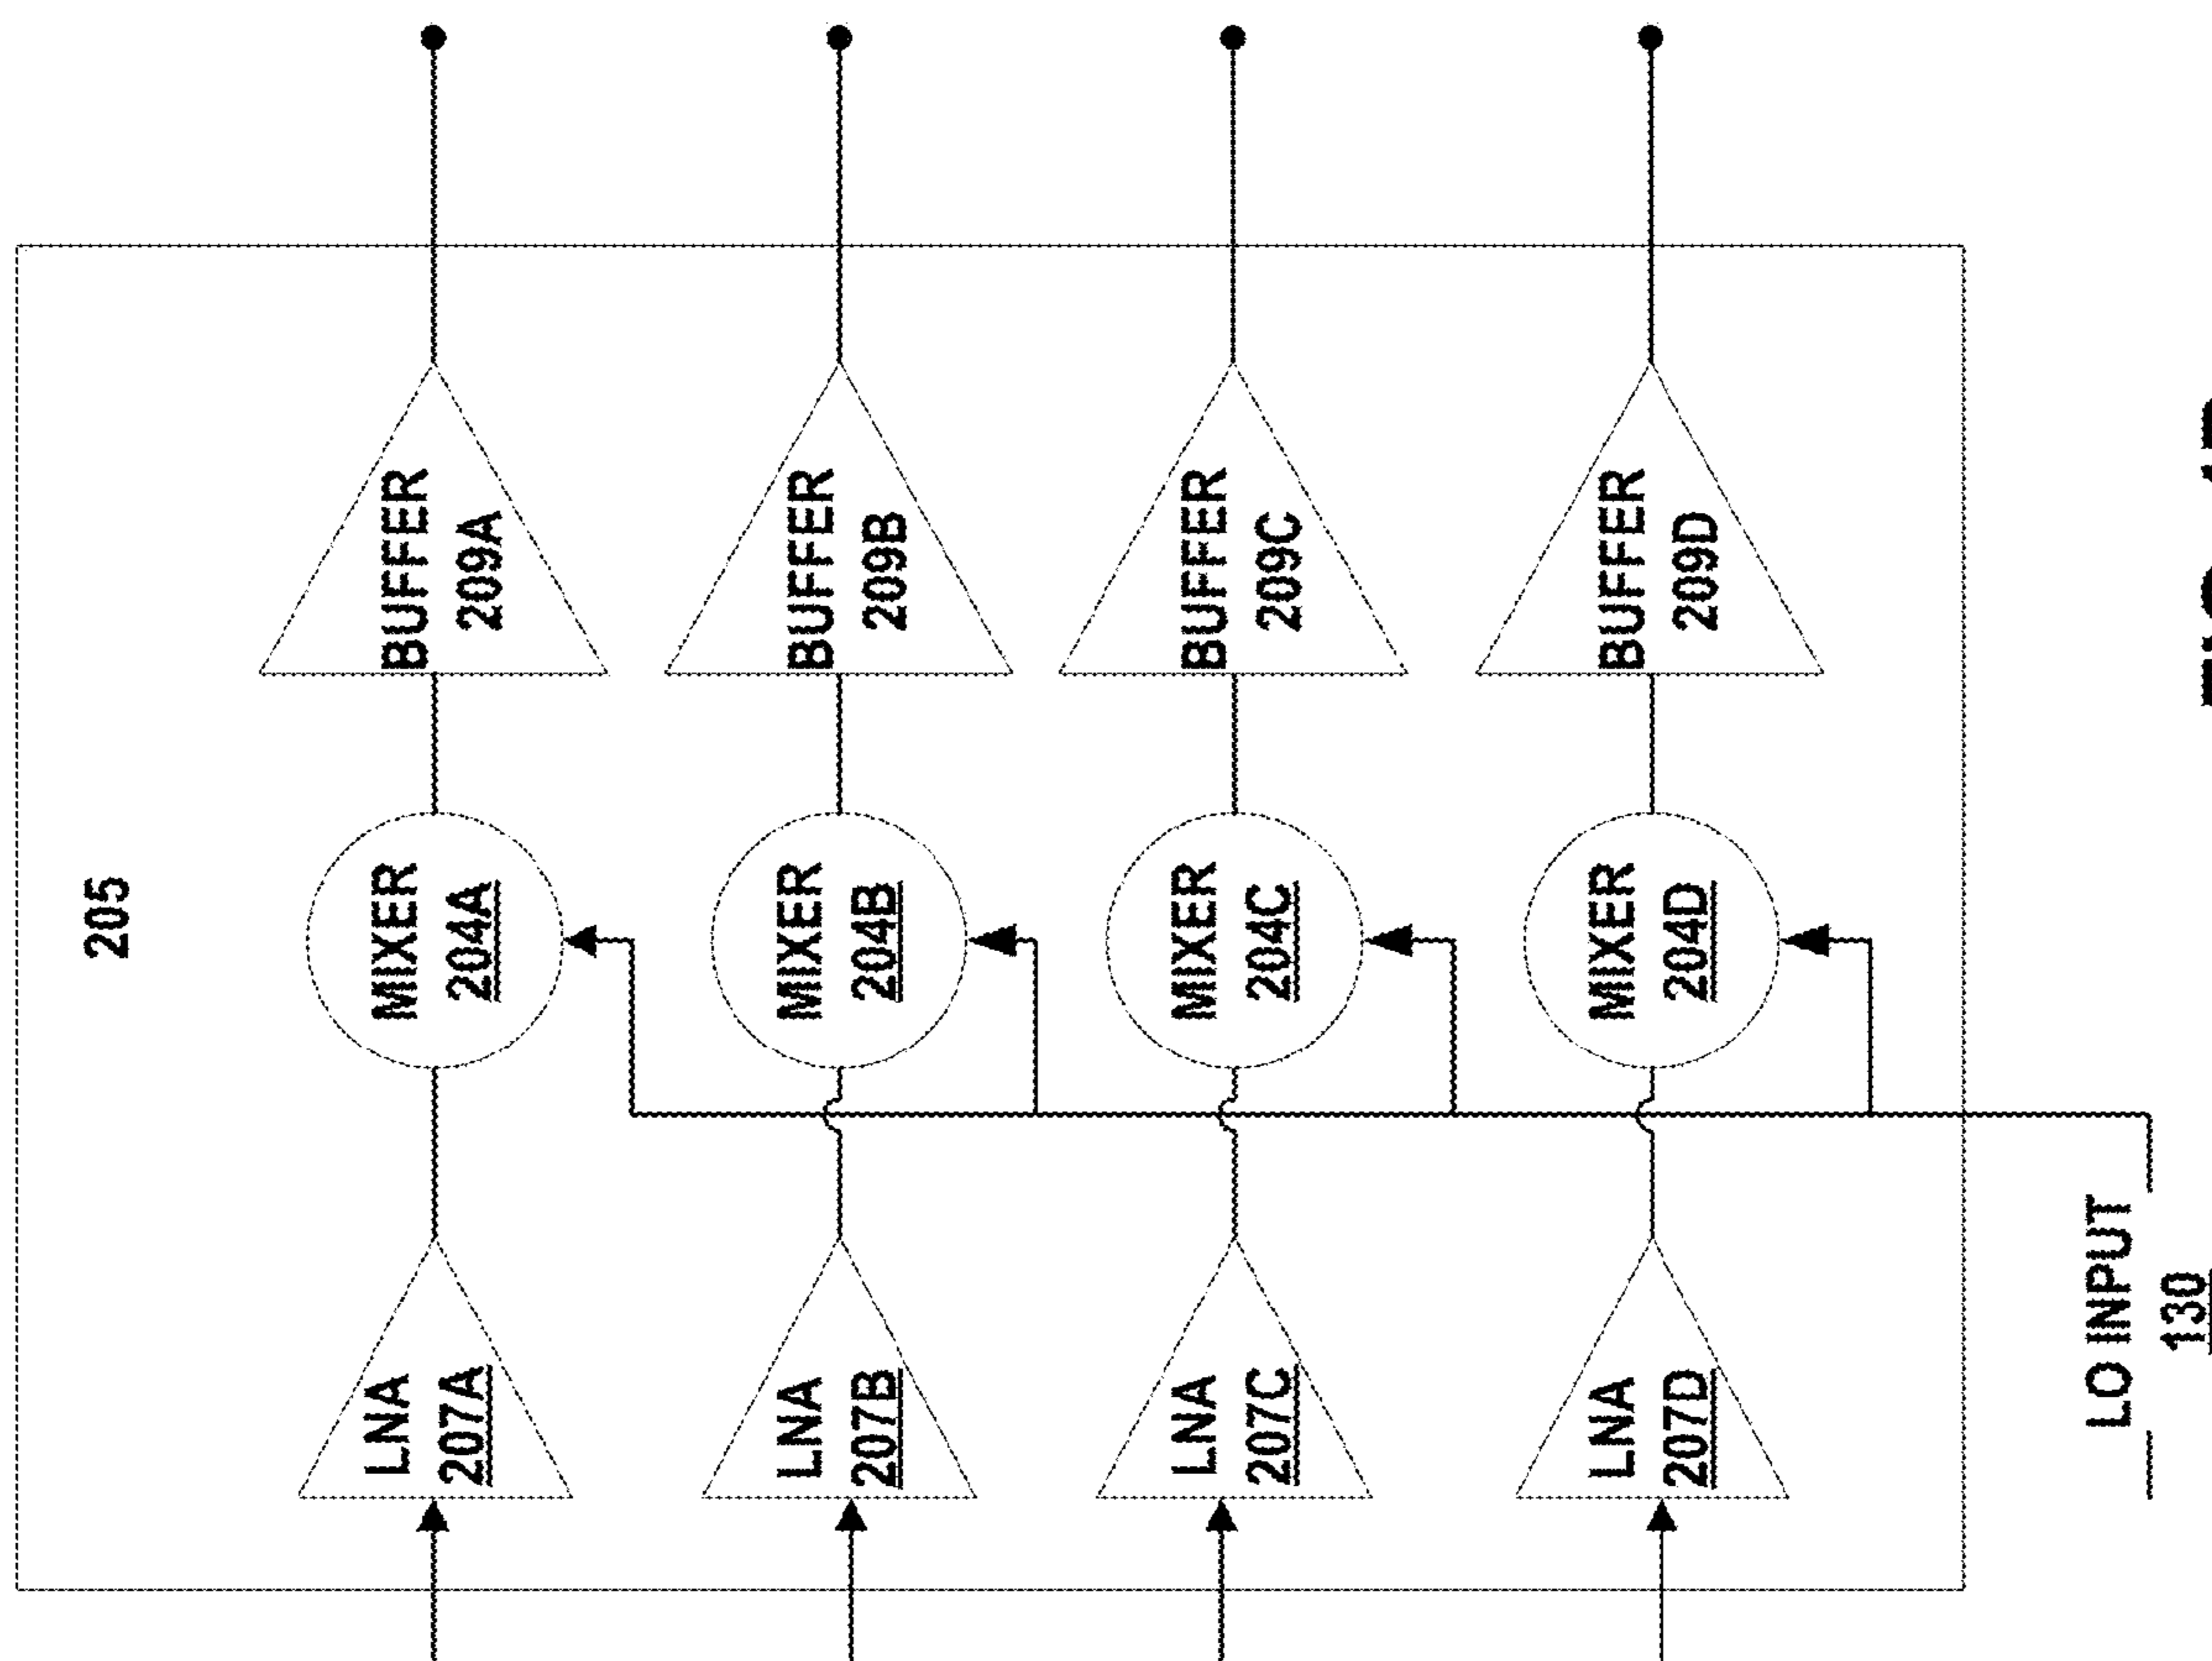 205
LNA
207A
MIXER
204A
BUFFER
209A
LNA
207B
MIXER
204B
BUFFER
209B
LNA
207C
MIXER
204C
BUFFER
209C
LNA
207D
MIXER
204D
BUFFER
209D
LO INPUT
130